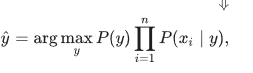 ⇓
ŷ = arg max_y P(y) ∏_{i=1}^{n} P(x_i | y),